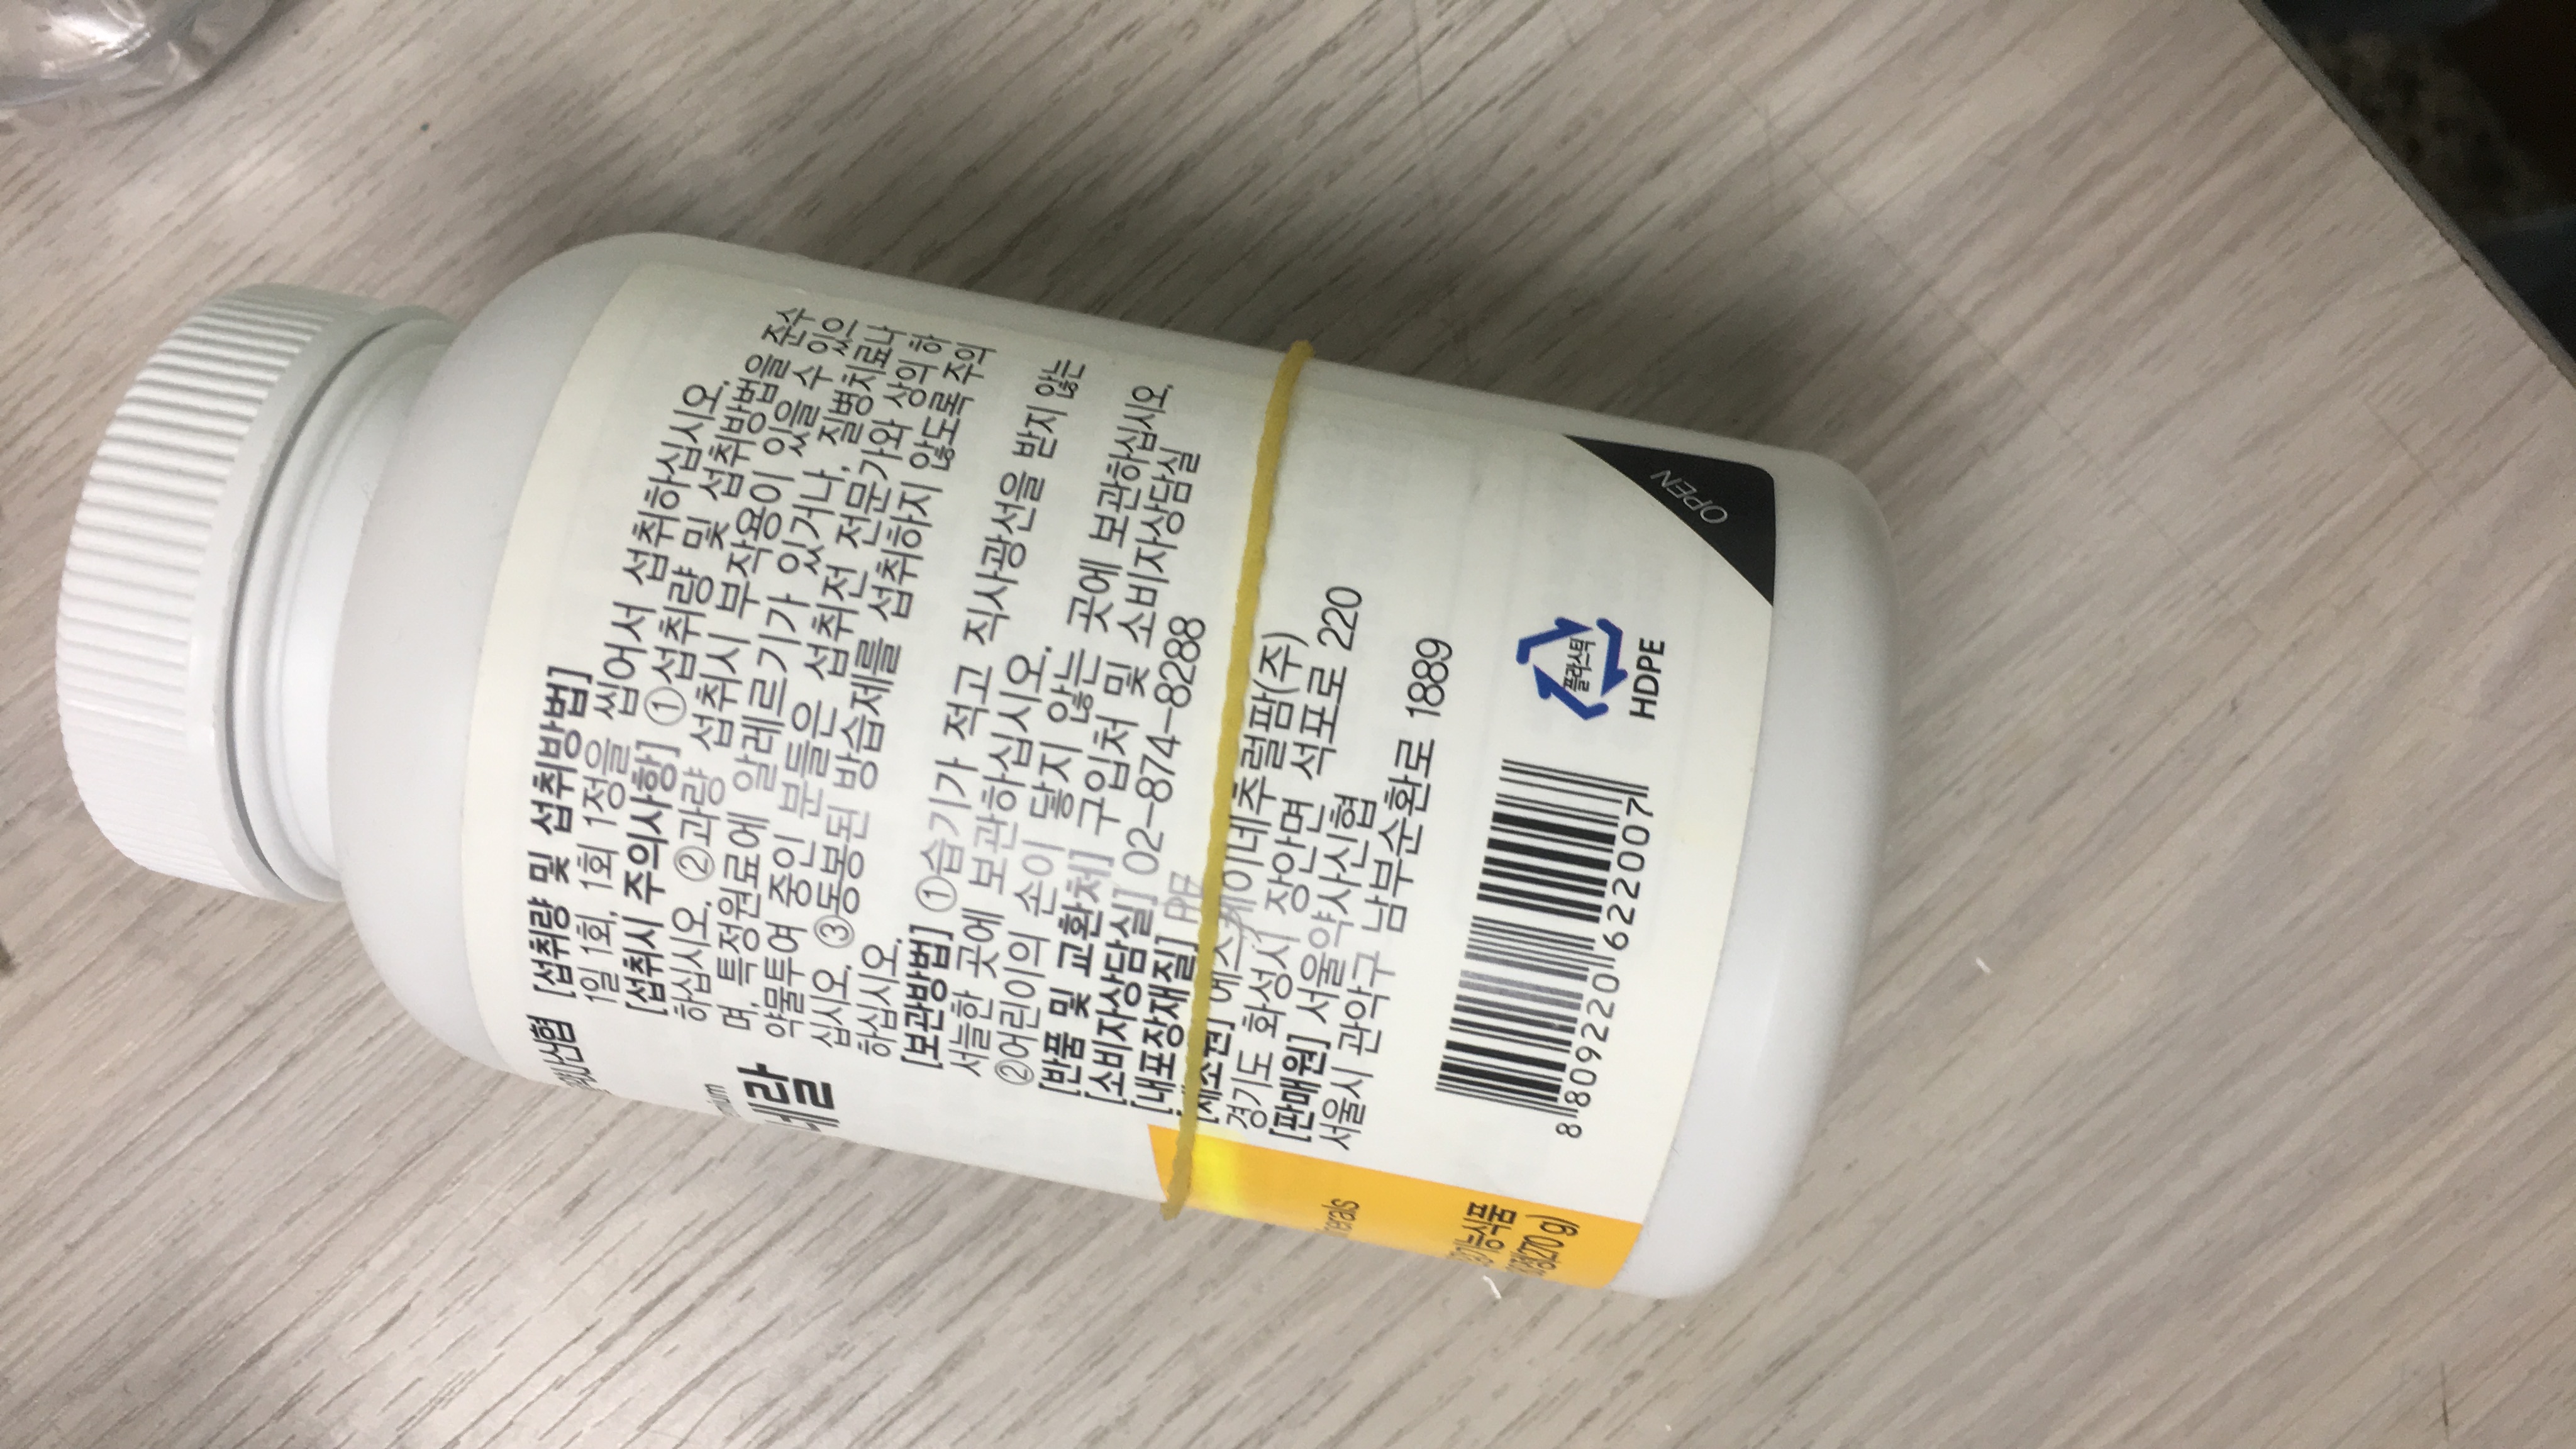 신협
mium
네랄
nerals
기능식품
(270 g)
[섭취량 및 섭취방법]
1일 1회, 1회 1정을 씹어서 섭취하십시오.
[섭취시 주의사항] ①섭취량 및 섭취방법을 준수
하십시오. ②과량 섭취시 부작용이 있을 수 있으
며, 특정원료에 알레르기가 있거나, 질병치료나
약물투여 중인 분들은 섭취전 전문가와 상의 하
십시오. ③동봉된 방습제를 섭취하지 않도록 주의
하십시오.
[보관방법] ①습기가 적고 직사광선을 받지 않는
서늘한 곳에 보관하십시오.
②어린이의 손이 닿지 않는 곳에 보관하십시오.
[반품 및 교환처] 구입처 및 소비자상담실
[소비자상담실] 02-874-8288
[내포장재질] PE
[제조원] 에스케이네추럴팜(주)
경기도 화성시 장안면 석포로 220
[판매원] 서울약사신협
서울시 관악구 남부순환로 1889
8 809220 622007
플라스틱
HDPE
OPEN